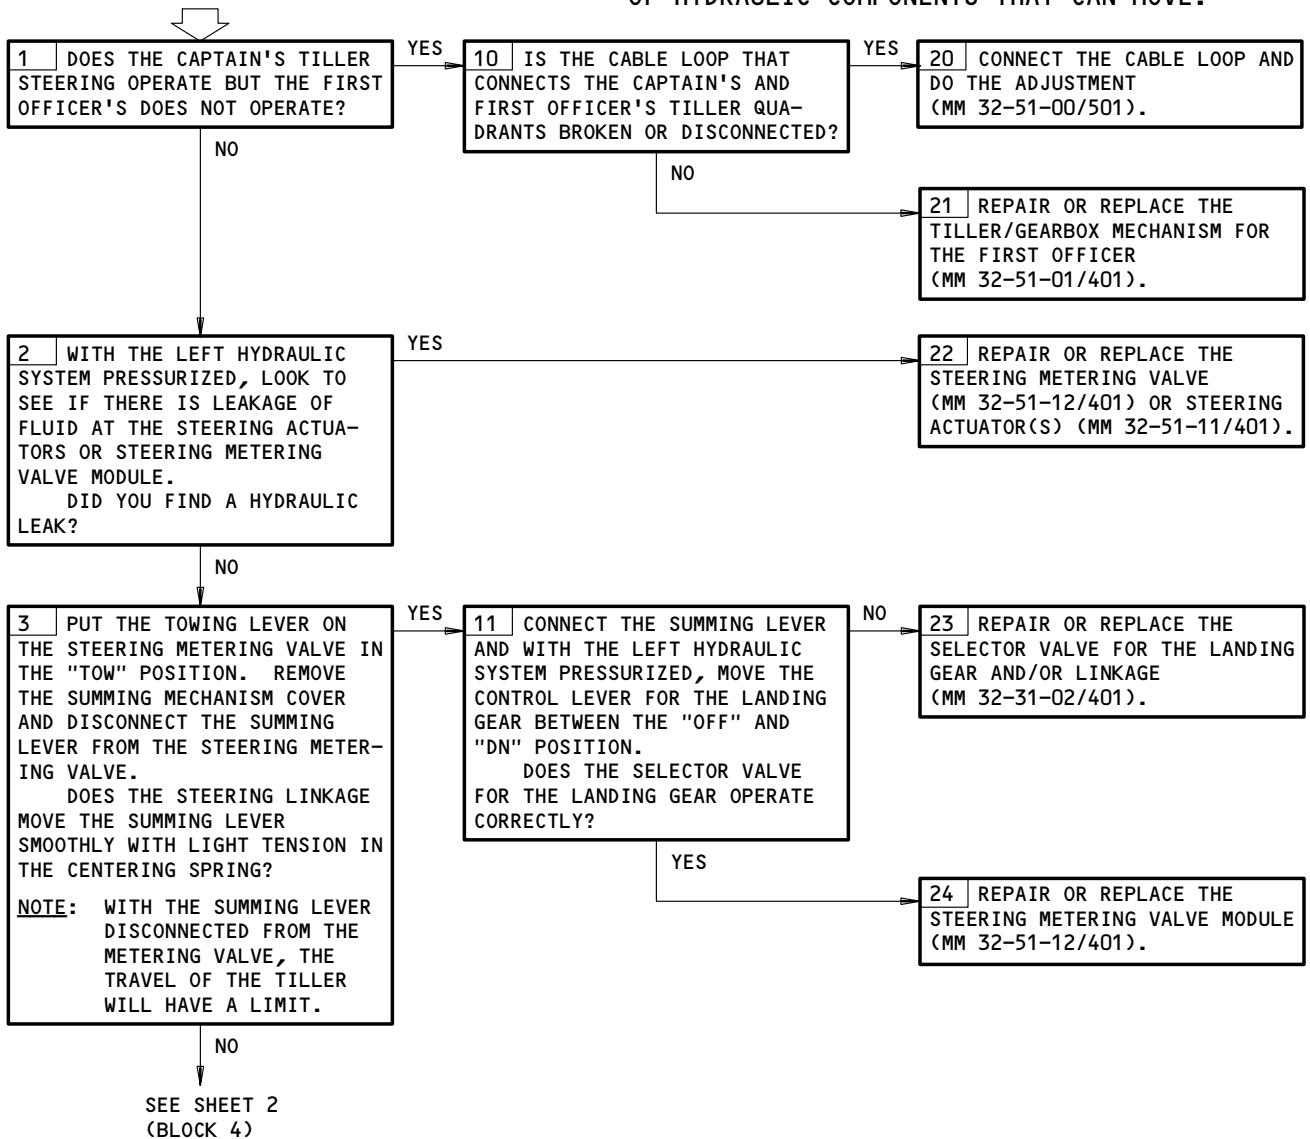 OF HYDRAULIC COMPONENTS THAT CAN MOVE.
1 DOES THE CAPTAIN'S TILLER
STEERING OPERATE BUT THE FIRST
OFFICER'S DOES NOT OPERATE?
YES
10 IS THE CABLE LOOP THAT
CONNECTS THE CAPTAIN'S AND
FIRST OFFICER'S TILLER QUA-
DRANTS BROKEN OR DISCONNECTED?
YES
20 CONNECT THE CABLE LOOP AND
DO THE ADJUSTMENT
(MM 32-51-00/501).
NO
NO
21 REPAIR OR REPLACE THE
TILLER/GEARBOX MECHANISM FOR
THE FIRST OFFICER
(MM 32-51-01/401).
2 WITH THE LEFT HYDRAULIC
SYSTEM PRESSURIZED, LOOK TO
SEE IF THERE IS LEAKAGE OF
FLUID AT THE STEERING ACTUA-
TORS OR STEERING METERING
VALVE MODULE.
DID YOU FIND A HYDRAULIC
LEAK?
YES
22 REPAIR OR REPLACE THE
STEERING METERING VALVE
(MM 32-51-12/401) OR STEERING
ACTUATOR(S) (MM 32-51-11/401).
NO
3 PUT THE TOWING LEVER ON
THE STEERING METERING VALVE IN
THE "TOW" POSITION. REMOVE
THE SUMMING MECHANISM COVER
AND DISCONNECT THE SUMMING
LEVER FROM THE STEERING METER-
ING VALVE.
DOES THE STEERING LINKAGE
MOVE THE SUMMING LEVER
SMOOTHLY WITH LIGHT TENSION IN
THE CENTERING SPRING?
NOTE: WITH THE SUMMING LEVER
DISCONNECTED FROM THE
METERING VALVE, THE
TRAVEL OF THE TILLER
WILL HAVE A LIMIT.
YES
11 CONNECT THE SUMMING LEVER
AND WITH THE LEFT HYDRAULIC
SYSTEM PRESSURIZED, MOVE THE
CONTROL LEVER FOR THE LANDING
GEAR BETWEEN THE "OFF" AND
"DN" POSITION.
DOES THE SELECTOR VALVE
FOR THE LANDING GEAR OPERATE
CORRECTLY?
NO
23 REPAIR OR REPLACE THE
SELECTOR VALVE FOR THE LANDING
GEAR AND/OR LINKAGE
(MM 32-31-02/401).
YES
24 REPAIR OR REPLACE THE
STEERING METERING VALVE MODULE
(MM 32-51-12/401).
NO
SEE SHEET 2
(BLOCK 4)